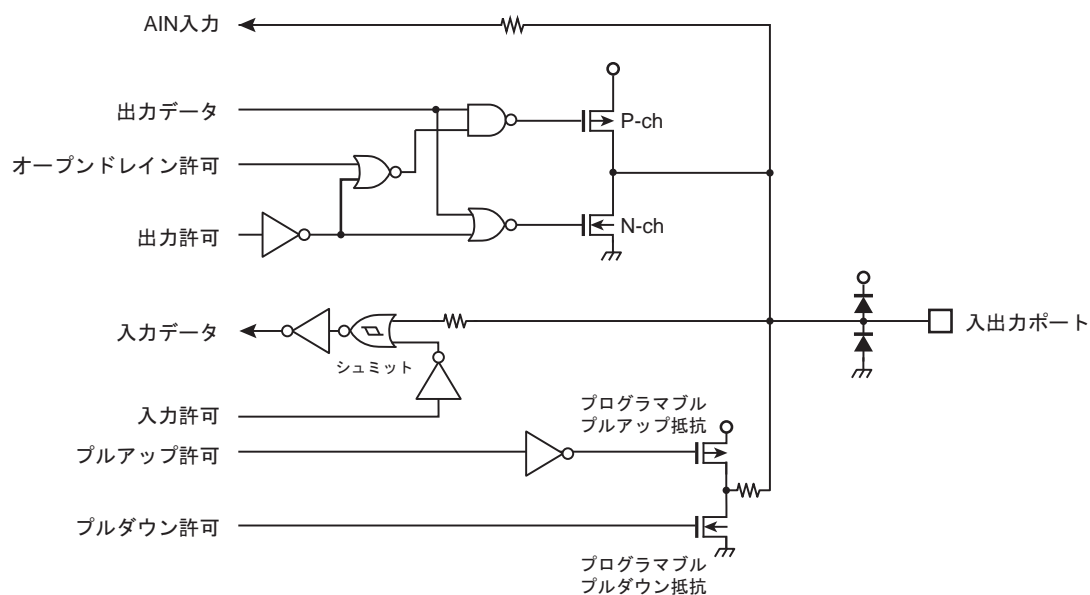 AIN入力
出力データ
P-ch
オープンドレイン許可
出力許可
N-ch
入力データ
シュミット
入出力ポート
入力許可
プログラマブル
プルアップ抵抗
プルアップ許可
プルダウン許可
プログラマブル
プルダウン抵抗